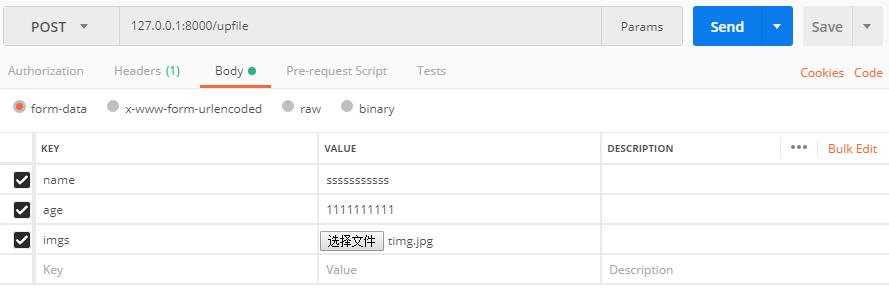 POST 127.0.0.1:8000/upfile Params Send Save
Authorization Headers (1) Body Pre-request Script Tests Cookies Code
form-data x-www-form-urlencoded raw binary
KEY VALUE DESCRIPTION ••• Bulk Edit
name sssssssssss
age 1111111111
imgs 选择文件 timg.jpg
Key Value Description